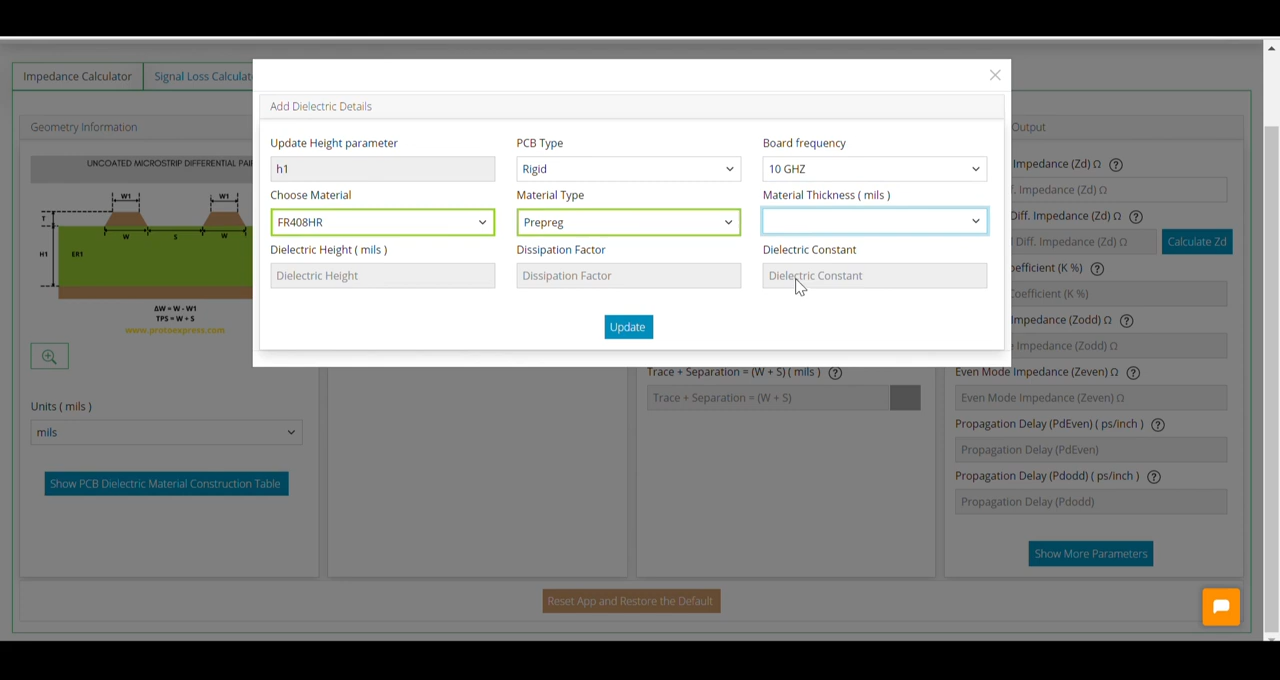 Impedance Calculator
Signal Loss Calculat
Geometry Information
UNCOATED MICROSTRIP DIFFERENTIAL PAI
W1
W1
T
W
S
W
H1
ER1
ΔW = W - W1
TPS = W + S
www.protoexpress.com
Units ( mils )
mils
Show PCB Dielectric Material Construction Table
Add Dielectric Details
Update Height parameter
PCB Type
Board frequency
h1
Rigid
10 GHZ
Choose Material
Material Type
Material Thickness ( mils )
FR408HR
Prepreg
Dielectric Height ( mils )
Dissipation Factor
Dielectric Constant
Dielectric Height
Dissipation Factor
Dielectric Constant
Update
Trace + Separation = (W + S) ( mils ) ?
Trace + Separation = (W + S)
Output
Impedance (Zd) Ω ?
f. Impedance (Zd) Ω
Diff. Impedance (Zd) Ω ?
Diff. Impedance (Zd) Ω
Calculate Zd
oefficient (K %) ?
Coefficient (K %)
Impedance (Zodd) Ω ?
e Impedance (Zodd) Ω
Even Mode Impedance (Zeven) Ω ?
Even Mode Impedance (Zeven) Ω
Propagation Delay (PdEven) ( ps/inch ) ?
Propagation Delay (PdEven)
Propagation Delay (Pdodd) ( ps/inch ) ?
Propagation Delay (Pdodd)
Show More Parameters
Reset App and Restore the Default